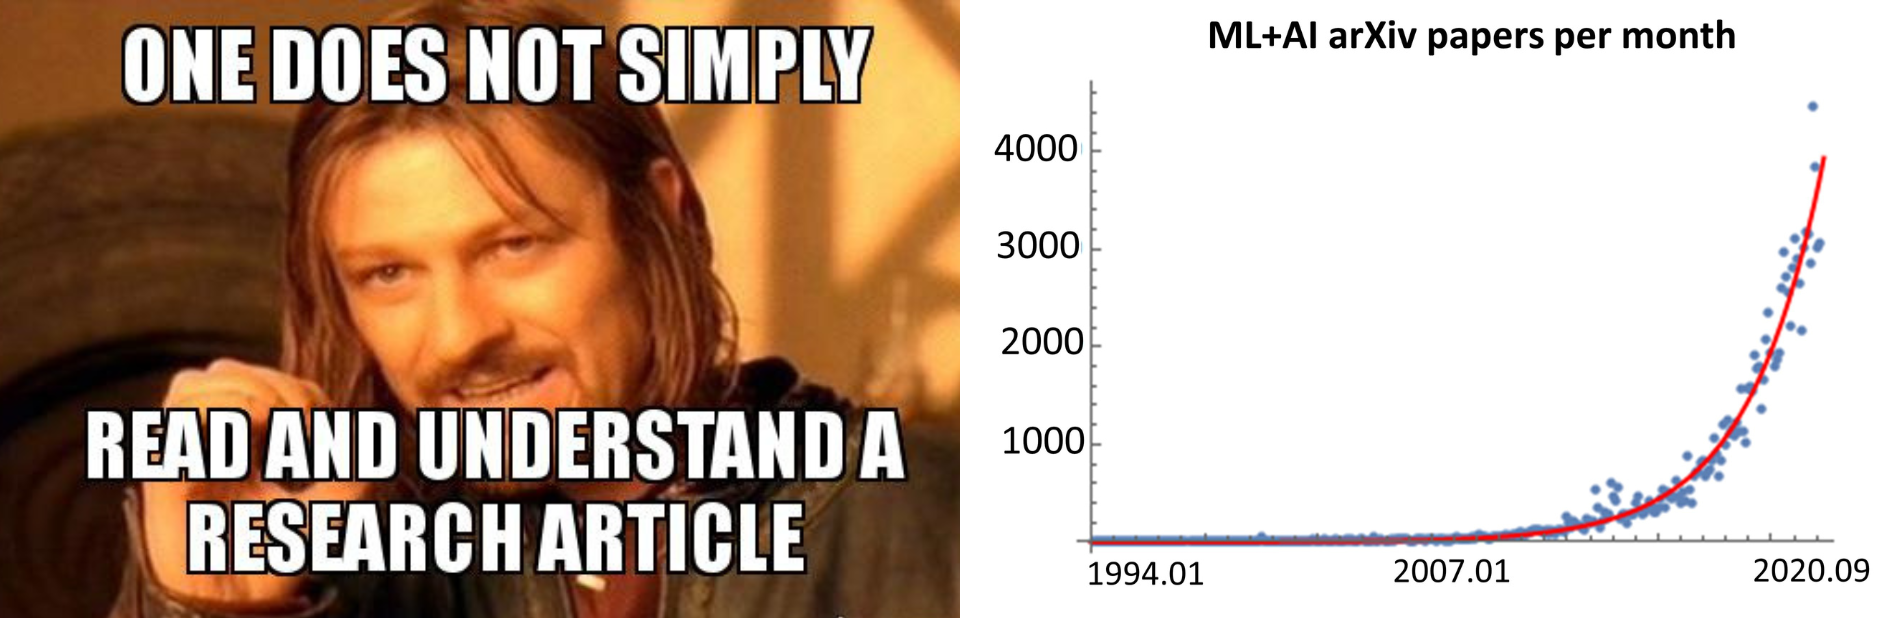 ONE DOES NOT SIMPLY
READ AND UNDERSTAND A
RESEARCH ARTICLE
ML+AI arXiv papers per month
4000
3000
2000
1000
1994.01
2007.01
2020.09